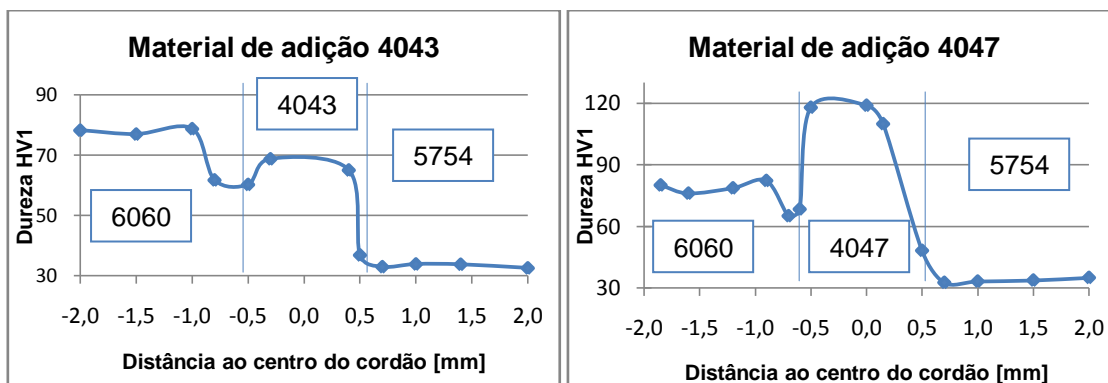 Material de adição 4043
Dureza HV1
90
70
50
30
4043
5754
6060
-2,0 -1,5 -1,0 -0,5 0,0 0,5 1,0 1,5 2,0
Distância ao centro do cordão [mm]
Material de adição 4047
Dureza HV1
120
90
60
30
5754
6060
4047
-2,0 -1,5 -1,0 -0,5 0,0 0,5 1,0 1,5 2,0
Distância ao centro do cordão [mm]